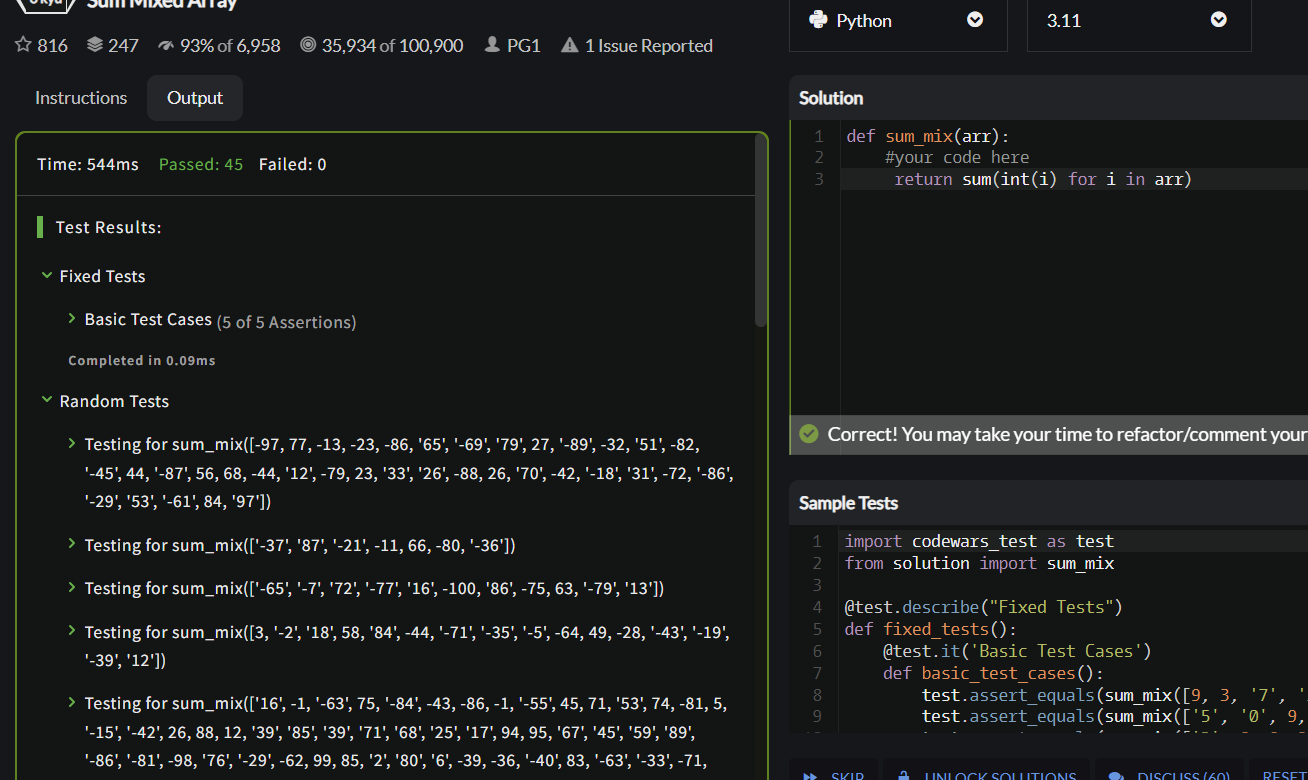 Sum Mixed Array
816 247 93% of 6,958 35,934 of 100,900 PG1 1 Issue Reported
Instructions Output
Time: 544ms Passed: 45 Failed: 0
Test Results:
Fixed Tests
Basic Test Cases (5 of 5 Assertions)
Completed in 0.09ms
Random Tests
Testing for sum_mix([-97, 77, -13, -23, -86, '65', '-69', '79', 27, '-89', -32, '51', -82,
'-45', 44, '-87', 56, 68, -44, '12', -79, 23, '33', '26', -88, 26, '70', -42, '-18', '31', -72, '-86',
'-29', '53', '-61', 84, '97'])
Testing for sum_mix(['-37', '87', '-21', -11, 66, -80, '-36'])
Testing for sum_mix(['-65', '-7', '72', '-77', '16', -100, '86', -75, 63, '-79', '13'])
Testing for sum_mix([3, '-2', '18', 58, '84', -44, '-71', '-35', '-5', -64, 49, -28, '-43', '-19',
'-39', '12'])
Testing for sum_mix(['16', -1, '-63', 75, '-84', -43, -86, -1, '-55', 45, 71, '53', 74, -81, 5,
'-15', '-42', 26, 88, 12, '39', '85', '39', '71', '68', '25', '17', 94, 95, '67', '45', '59', '89',
'-86', '-81', -98, '76', '-29', -62, 99, 85, '2', '80', '6', -39, -36, '-40', 83, '-63', '-33', -71,
Python 3.11
Solution
1 def sum_mix(arr):
2 #your code here
3 return sum(int(i) for i in arr)
Correct! You may take your time to refactor/comment your
Sample Tests
1 import codewars_test as test
2 from solution import sum_mix
3
4 @test.describe("Fixed Tests")
5 def fixed_tests():
6 @test.it('Basic Test Cases')
7 def basic_test_cases():
8 test.assert_equals(sum_mix([9, 3, '7', '
9 test.assert_equals(sum_mix(['5', '0', 9,
SKIP UNLOCK SOLUTIONS DISCUSS (60) RESET